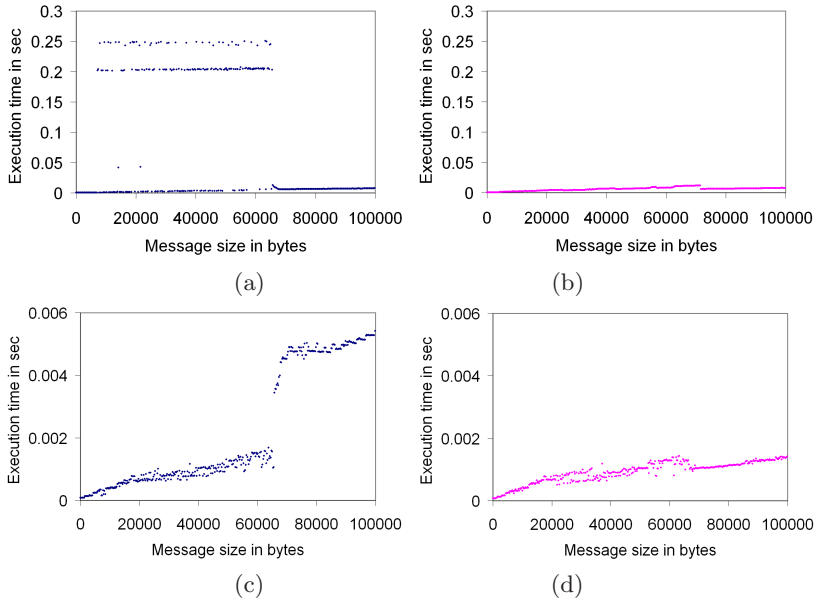 0.3
0.25
0.2
0.15
0.1
0.05
0
Execution time in sec
0 20000 40000 60000 80000 100000
Message size in bytes
(a)
0.3
0.25
0.2
0.15
0.1
0.05
0
Execution time in sec
0 20000 40000 60000 80000 100000
Message size in bytes
(b)
0.006
0.004
0.002
0
Execution time in sec
0 20000 40000 60000 80000 100000
Message size in bytes
(c)
0.006
0.004
0.002
0
Execution time in sec
0 20000 40000 60000 80000 100000
Message size in bytes
(d)